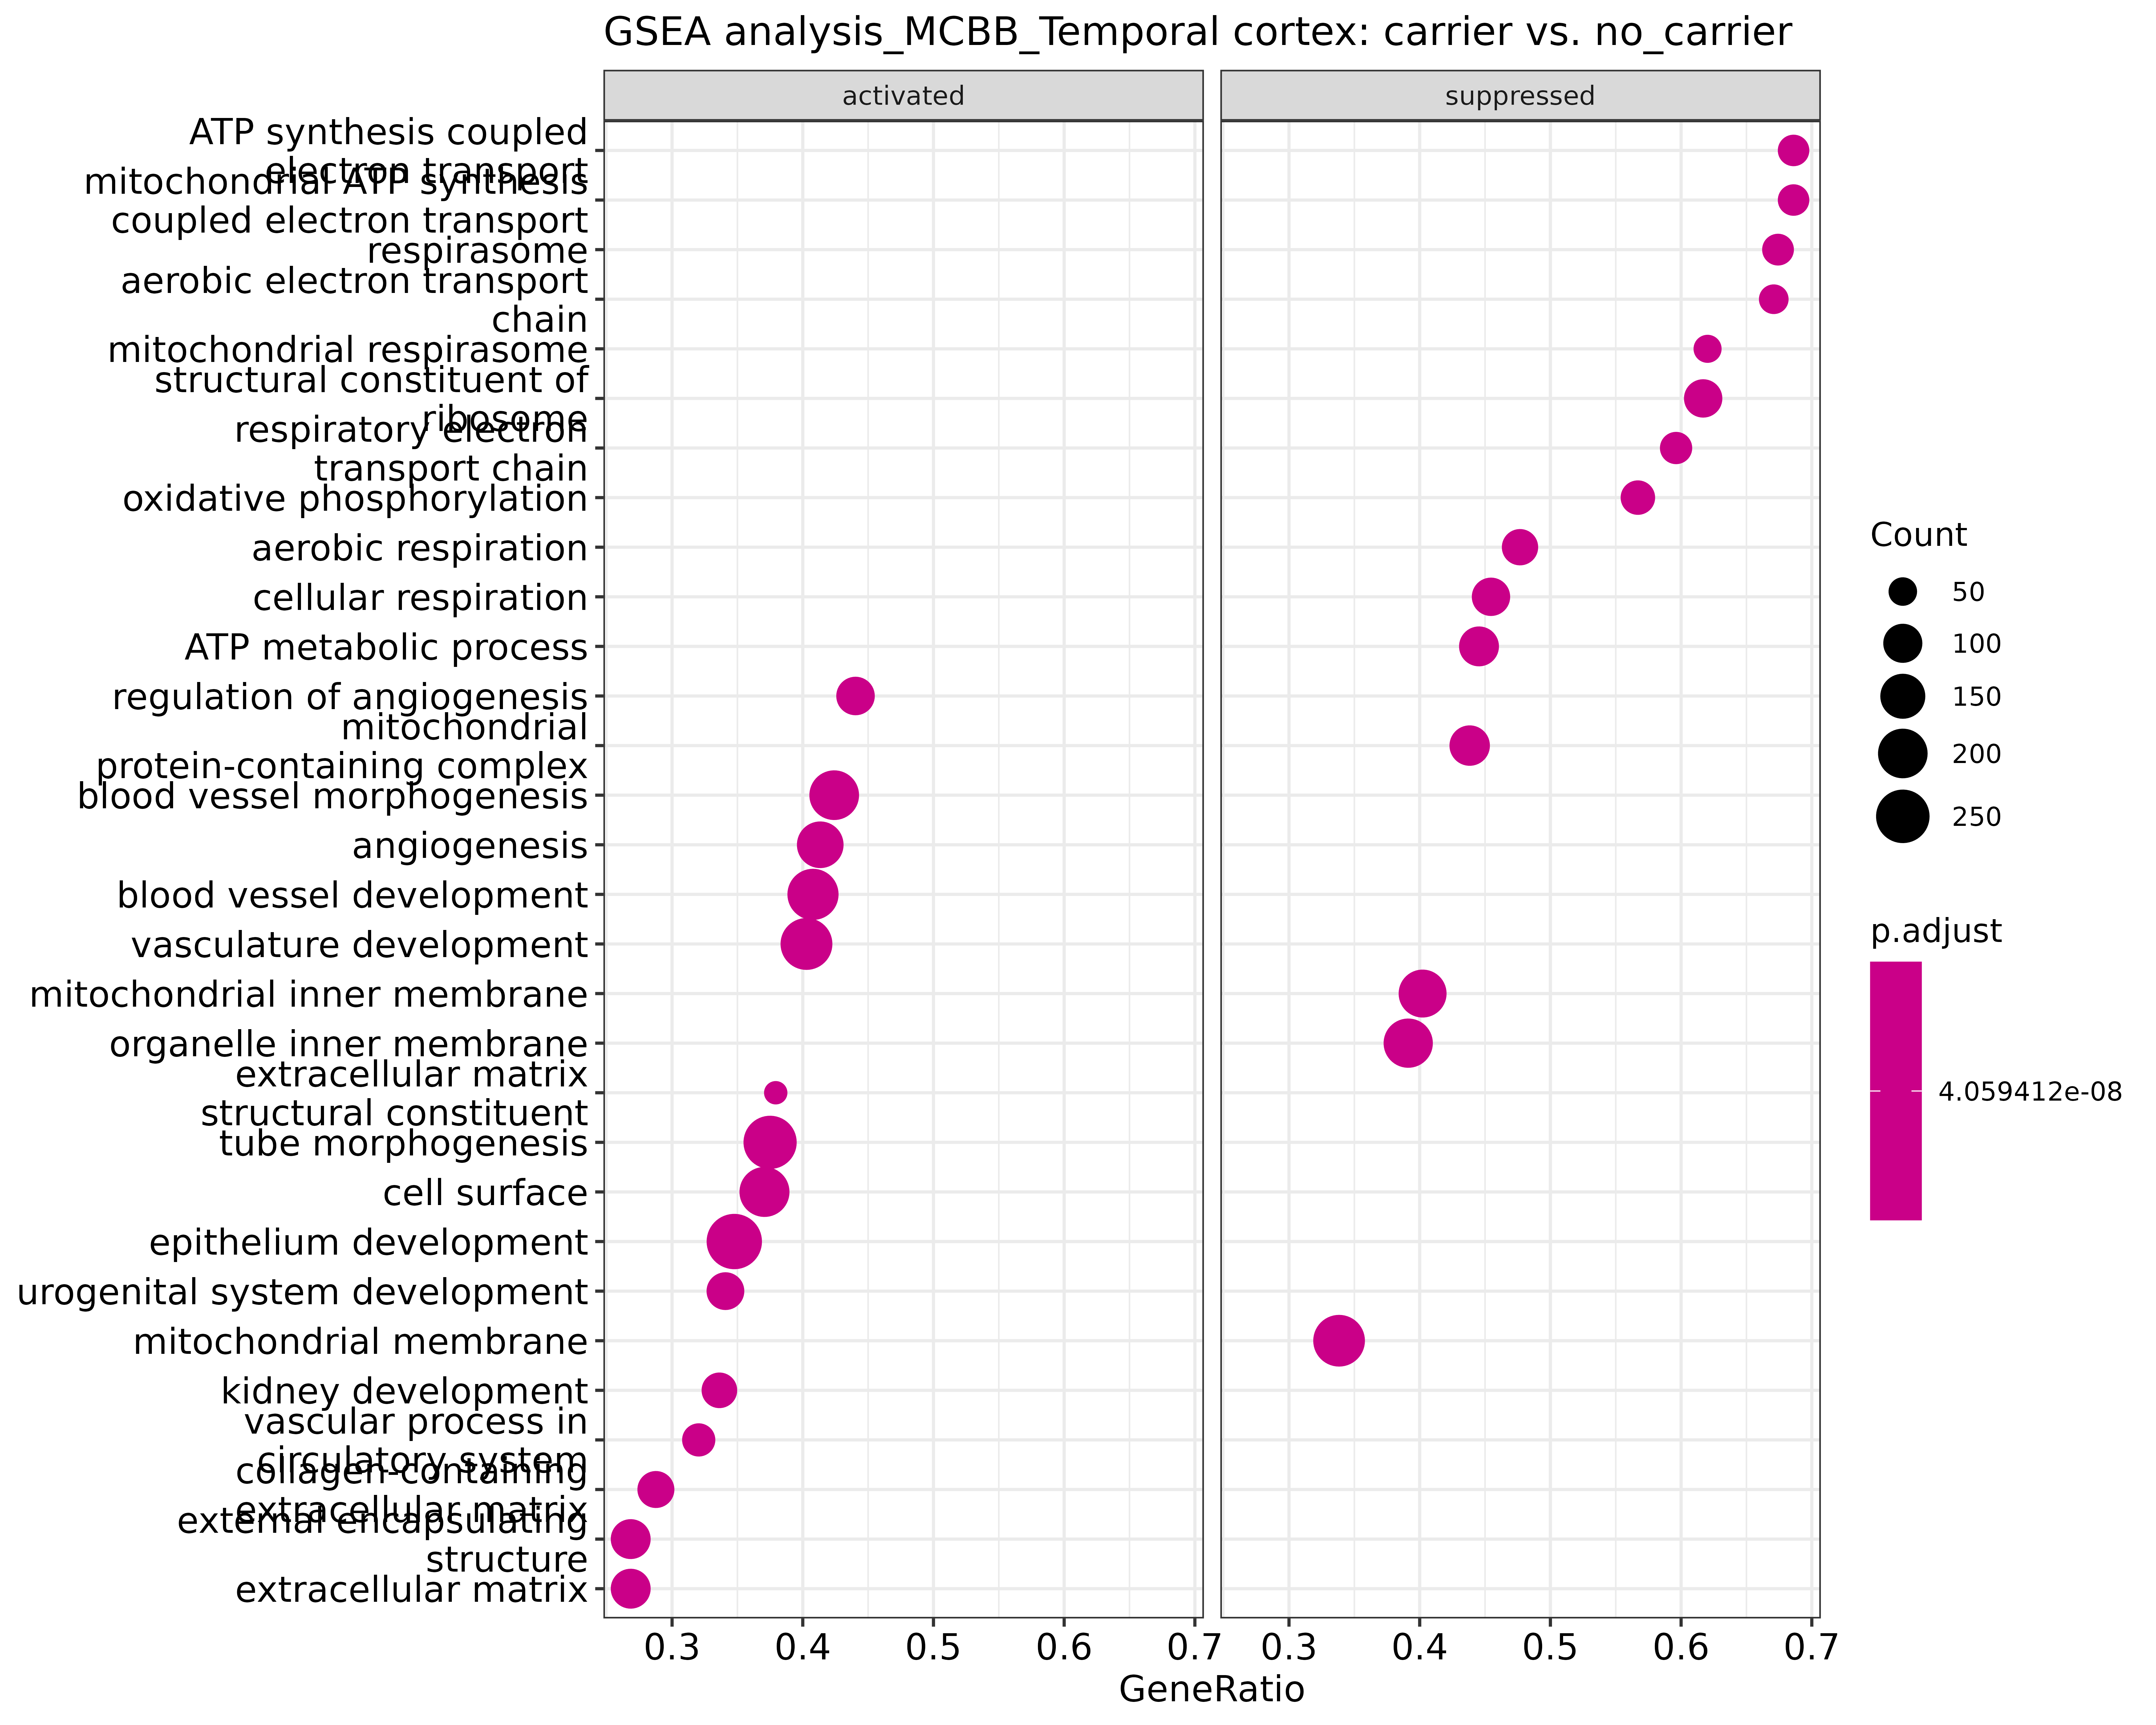 GSEA analysis_MCBB_Temporal cortex: carrier vs. no_carrier
activated
suppressed
ATP synthesis coupled
electron transport
mitochondrial ATP synthesis
coupled electron transport
respirasome
aerobic electron transport
chain
mitochondrial respirasome
structural constituent of
ribosome
respiratory electron
transport chain
oxidative phosphorylation
aerobic respiration
cellular respiration
ATP metabolic process
regulation of angiogenesis
mitochondrial
protein-containing complex
blood vessel morphogenesis
angiogenesis
blood vessel development
vasculature development
mitochondrial inner membrane
organelle inner membrane
extracellular matrix
structural constituent
tube morphogenesis
cell surface
epithelium development
urogenital system development
mitochondrial membrane
kidney development
vascular process in
circulatory system
collagen-containing
extracellular matrix
external encapsulating
structure
extracellular matrix
0.3 0.4 0.5 0.6 0.7 0.3 0.4 0.5 0.6 0.7
GeneRatio
Count
50
100
150
200
250
p.adjust
4.059412e-08